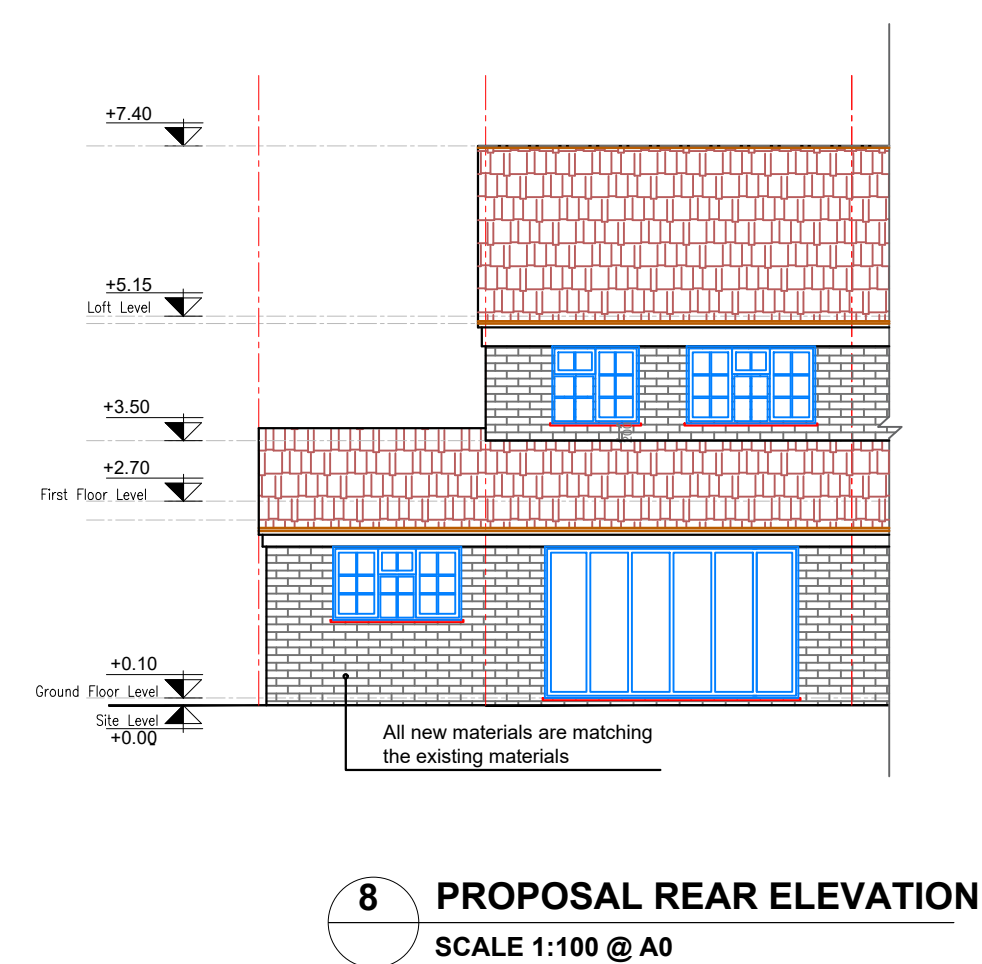 +7.40
+5.15
Loft Level
+3.50
+2.70
First Floor Level
+0.10
Ground Floor Level
Site Level
+0.00
All new materials are matching
the existing materials
8
PROPOSAL REAR ELEVATION
SCALE 1:100 @ A0